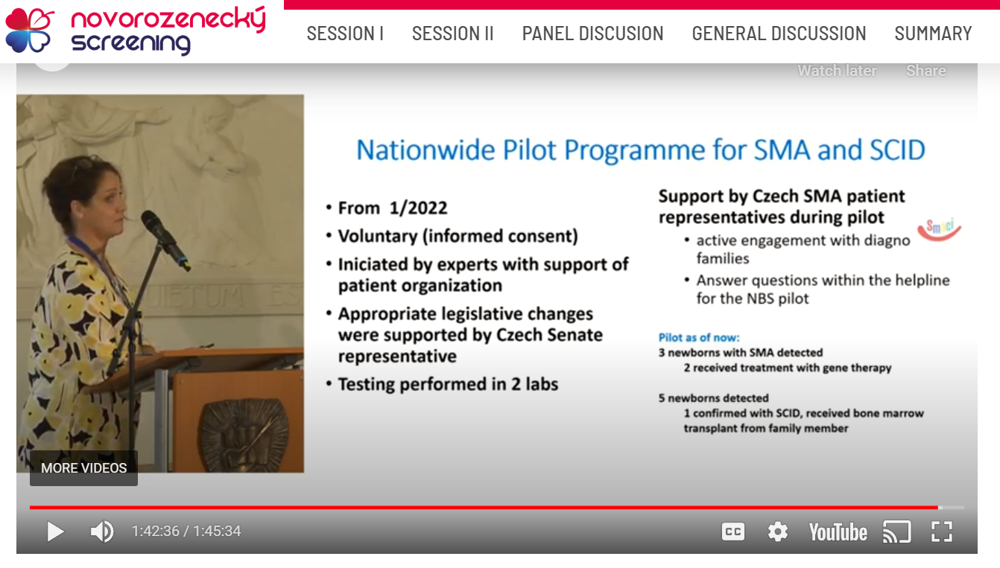 novorozenecký
screening
SESSION I SESSION II PANEL DISCUSION GENERAL DISCUSSION SUMMARY
Watch later Share
Nationwide Pilot Programme for SMA and SCID
• From 1/2022
• Voluntary (informed consent)
• Iniciated by experts with support of
patient organization
• Appropriate legislative changes
were supported by Czech Senate
representative
• Testing performed in 2 labs
Support by Czech SMA patient
representatives during pilot
Smaci
• active engagement with diagno
families
• Answer questions within the helpline
for the NBS pilot
Pilot as of now:
3 newborns with SMA detected
2 received treatment with gene therapy
5 newborns detected
1 confirmed with SCID, received bone marrow
transplant from family member
MORE VIDEOS
1:42:36 / 1:45:34
CC
YouTube